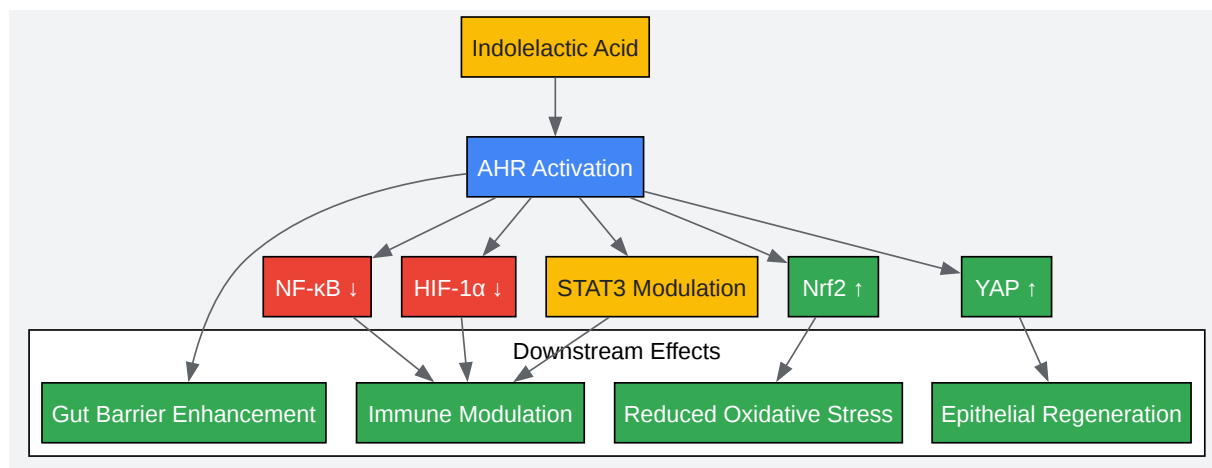 Indolelactic Acid
AHR Activation
NF-κB ↓
HIF-1α ↓
STAT3 Modulation
Nrf2 ↑
YAP ↑
Downstream Effects
Gut Barrier Enhancement
Immune Modulation
Reduced Oxidative Stress
Epithelial Regeneration